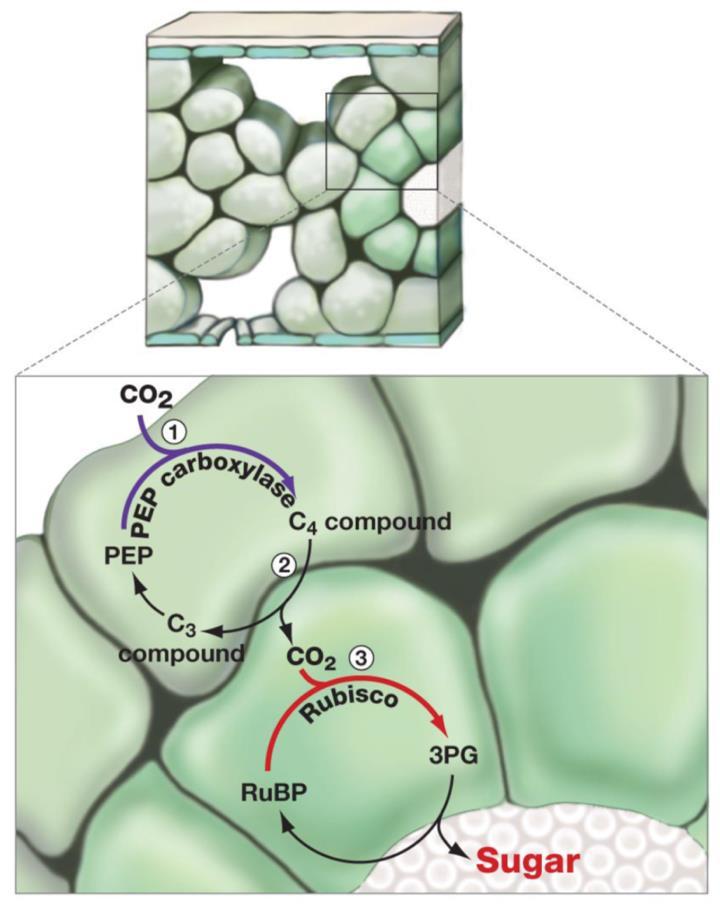 CO2
1
PEP carboxylase
C4 compound
PEP
2
C3
compound
CO2
3
Rubisco
3PG
RuBP
Sugar